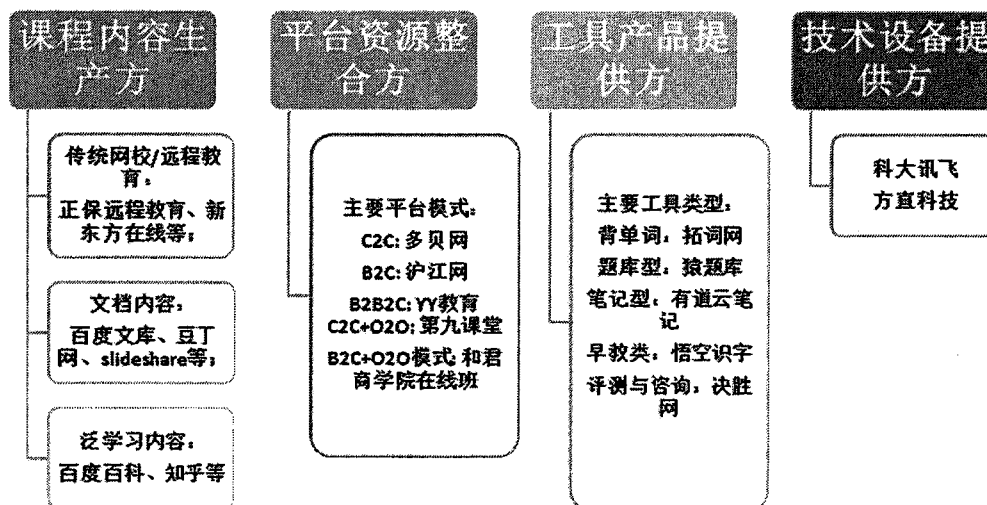 课程内容生
产方
传统网校/远程教
育：
正保远程教育、新
东方在线等；
文档内容：
百度文库、豆丁
网、slideshare等；
泛学习内容：
百度百科、知乎等
平台资源整
合方
主要平台模式：
C2C: 多贝网
B2C: 沪江网
B2B2C: YY教育
C2C+O2O: 第九课堂
B2C+O2O模式: 和君
商学院在线班
工具产品提
供方
主要工具类型：
背单词：拓词网
题库型：猿题库
笔记型：有道云笔
记
早教类：悟空识字
评测与咨询：决胜
网
技术设备提
供方
科大讯飞
方直科技